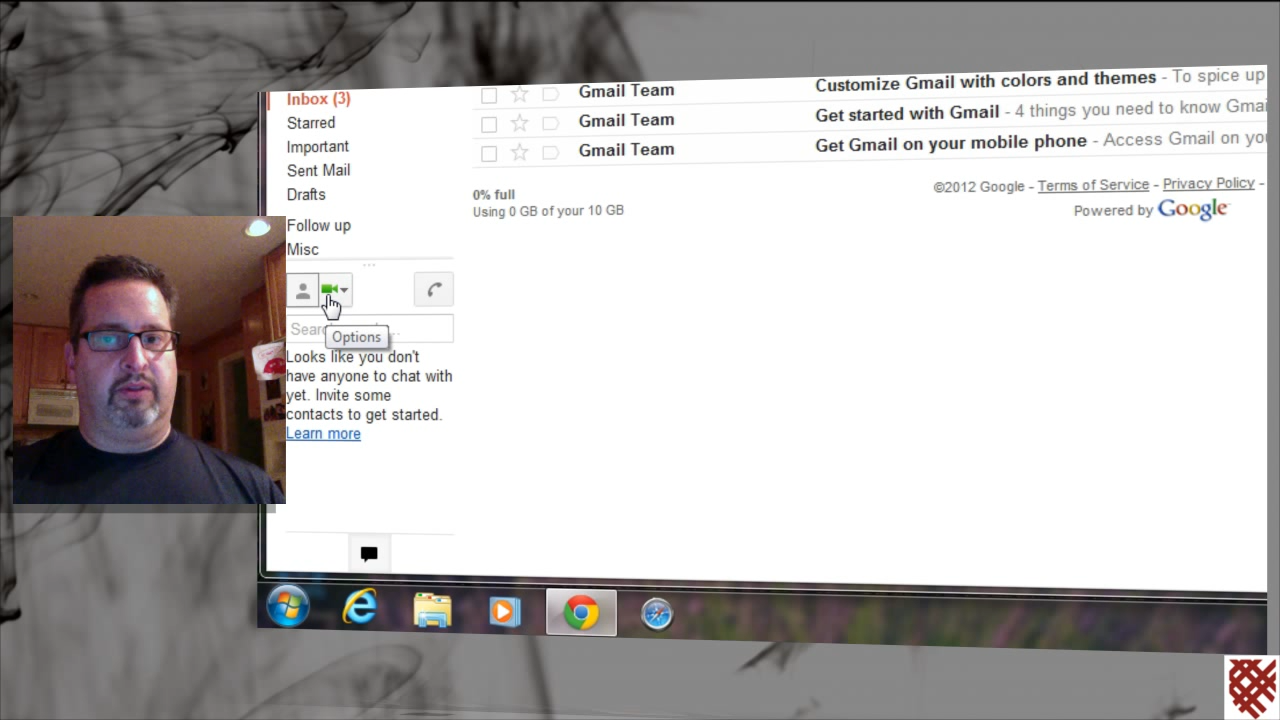 Inbox (3)
Starred
Important
Sent Mail
Drafts
Follow up
Misc
Gmail Team Customize Gmail with colors and themes - To spice up
Gmail Team Get started with Gmail - 4 things you need to know Gmai
Gmail Team Get Gmail on your mobile phone - Access Gmail on yo
0% full
Using 0 GB of your 10 GB
©2012 Google - Terms of Service - Privacy Policy -
Powered by Google
Options
Looks like you don't
have anyone to chat with
yet. Invite some
contacts to get started.
Learn more